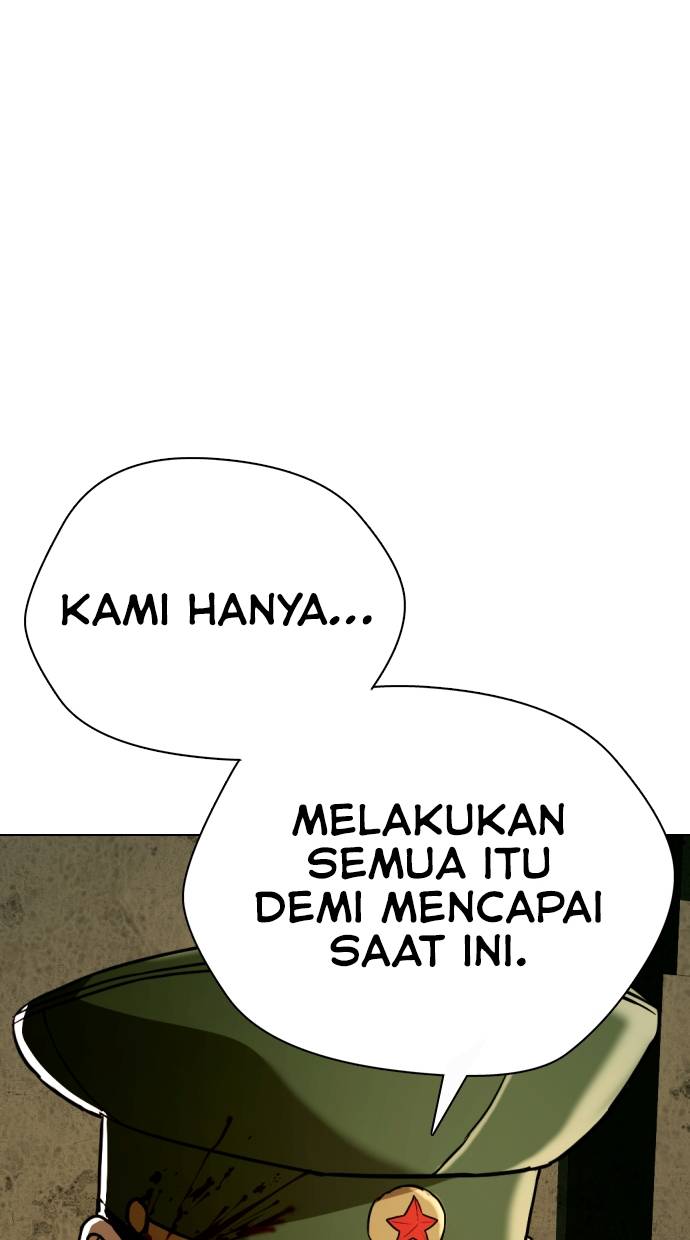 KAMI HANYA...
MELAKUKAN
SEMUA ITU
DEMI MENCAPAI
SAAT INI.